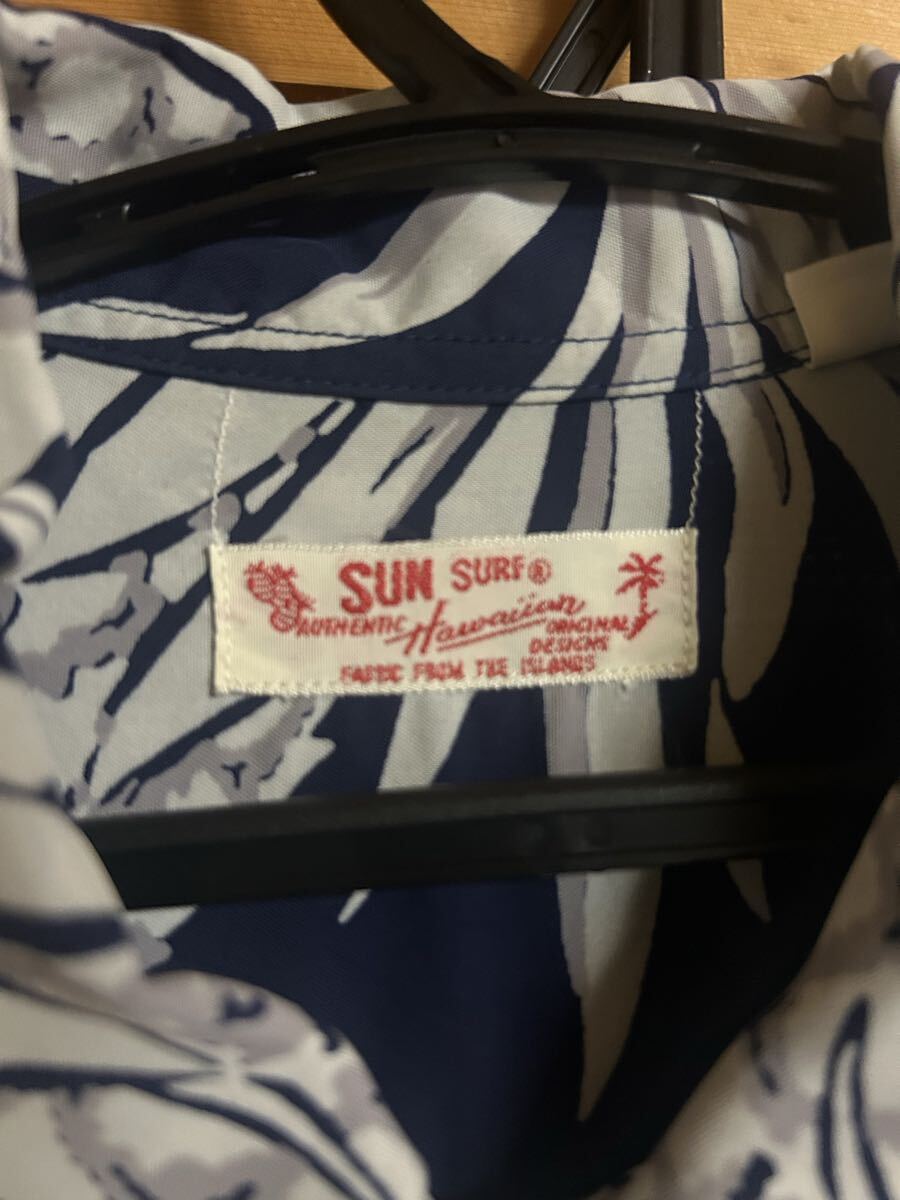 SUN SURF®
AUTHENTIC Hawaiian ORIGINAL DESIGNS
FABRIC FROM THE ISLANDS